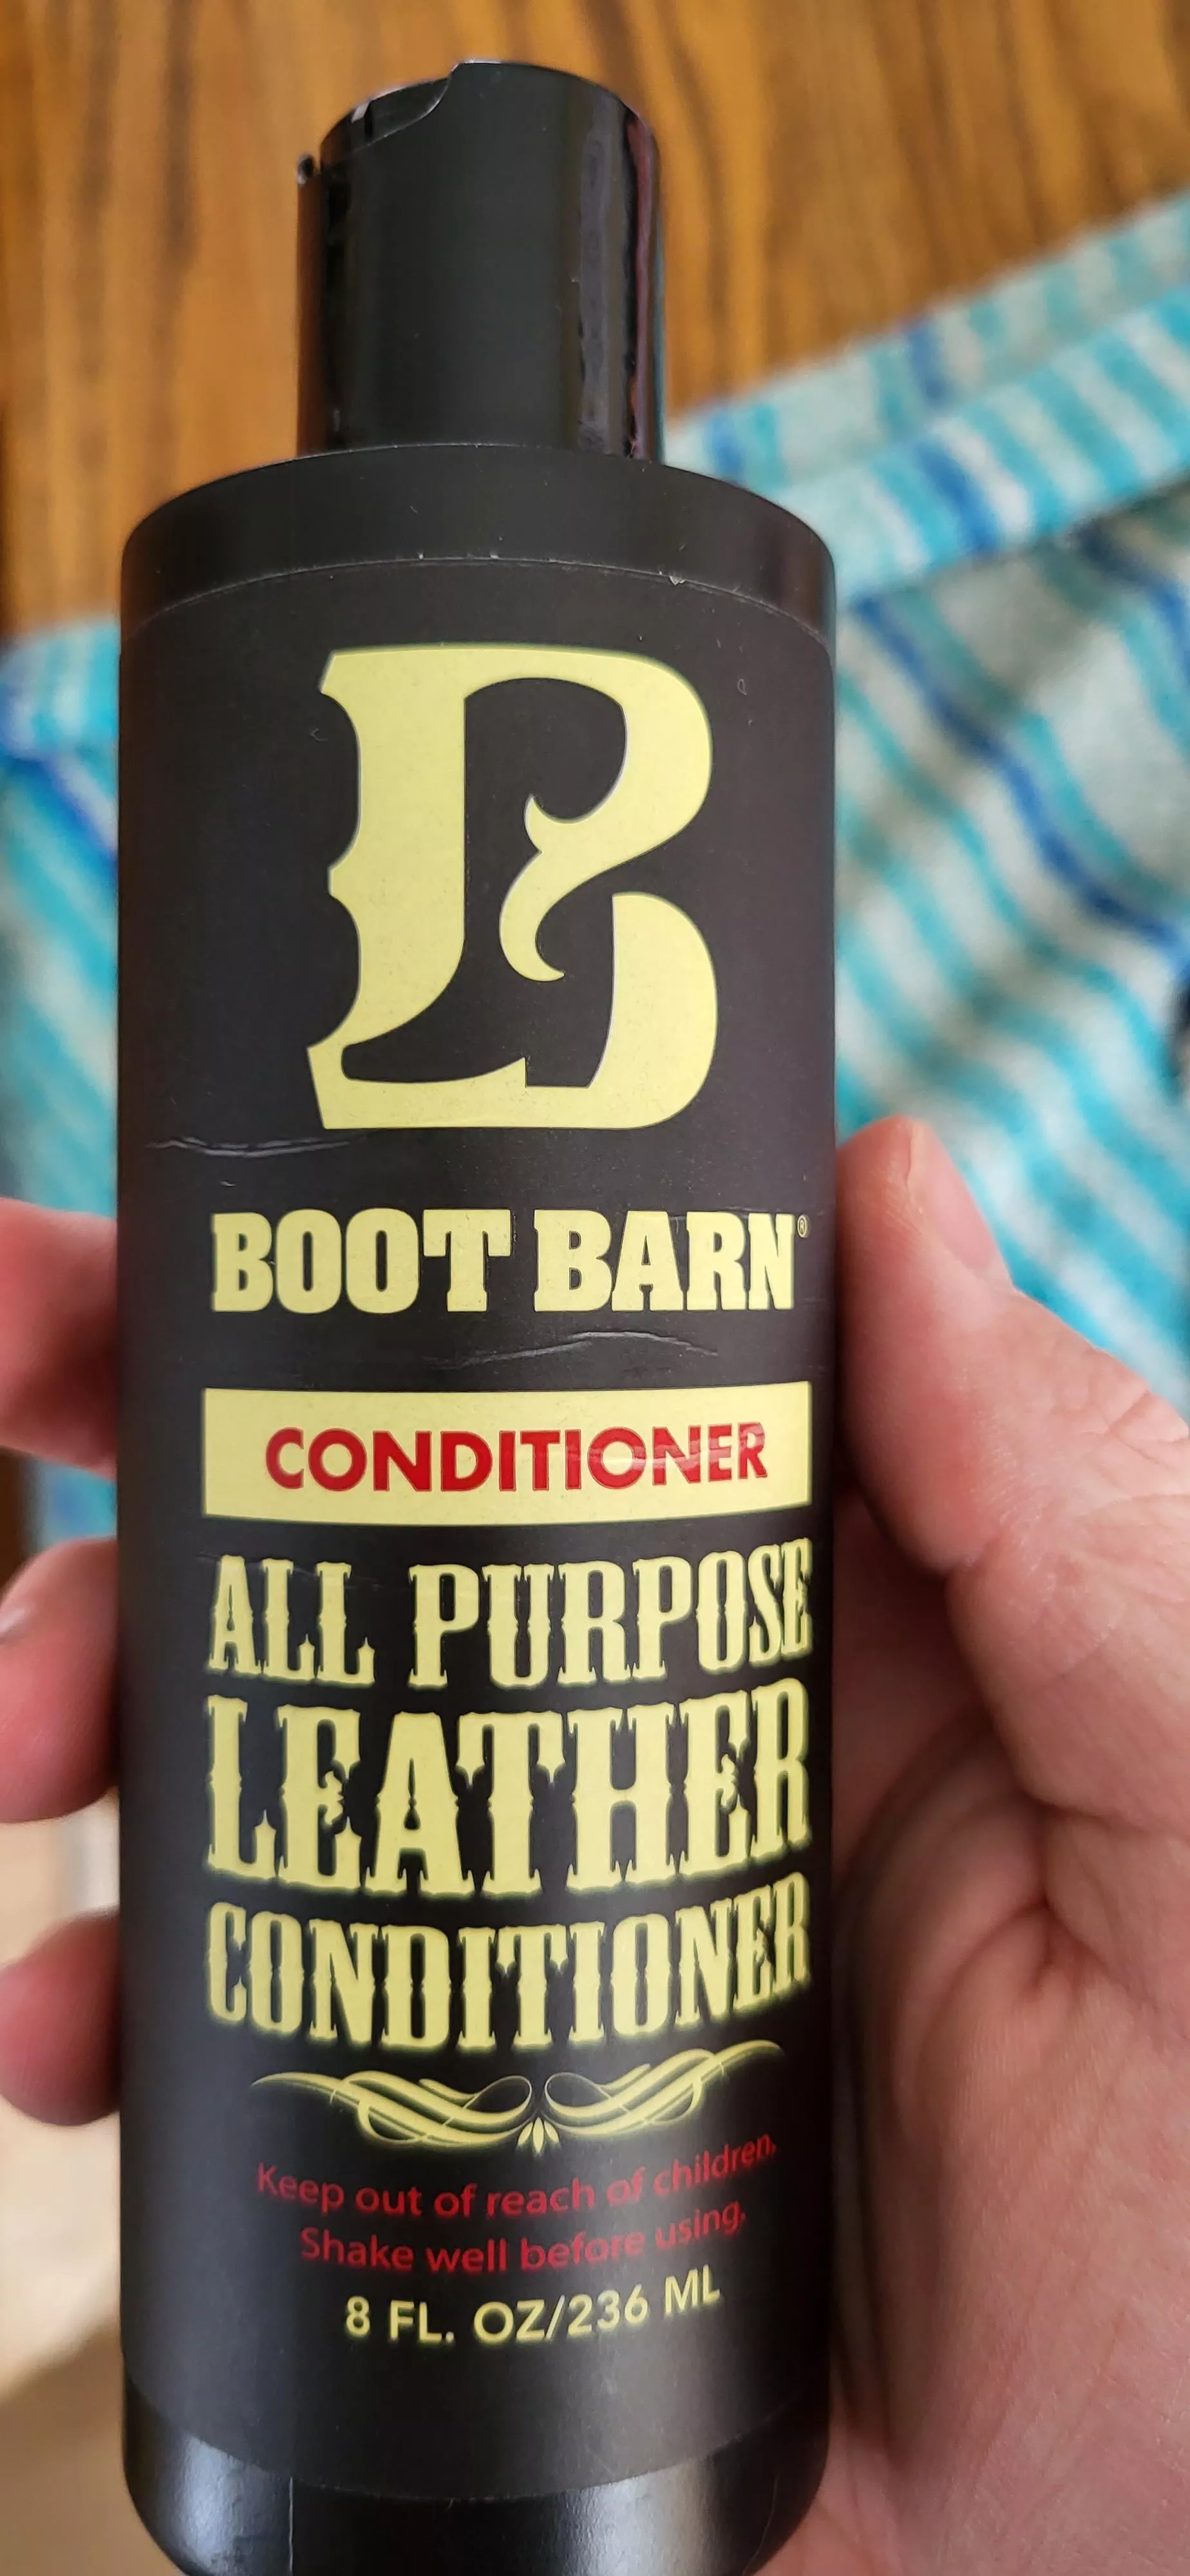 B
BOOT BARN®
CONDITIONER
ALL PURPOSE
LEATHER
CONDITIONER
Keep out of reach of children.
Shake well before using.
8 FL. OZ/236 ML